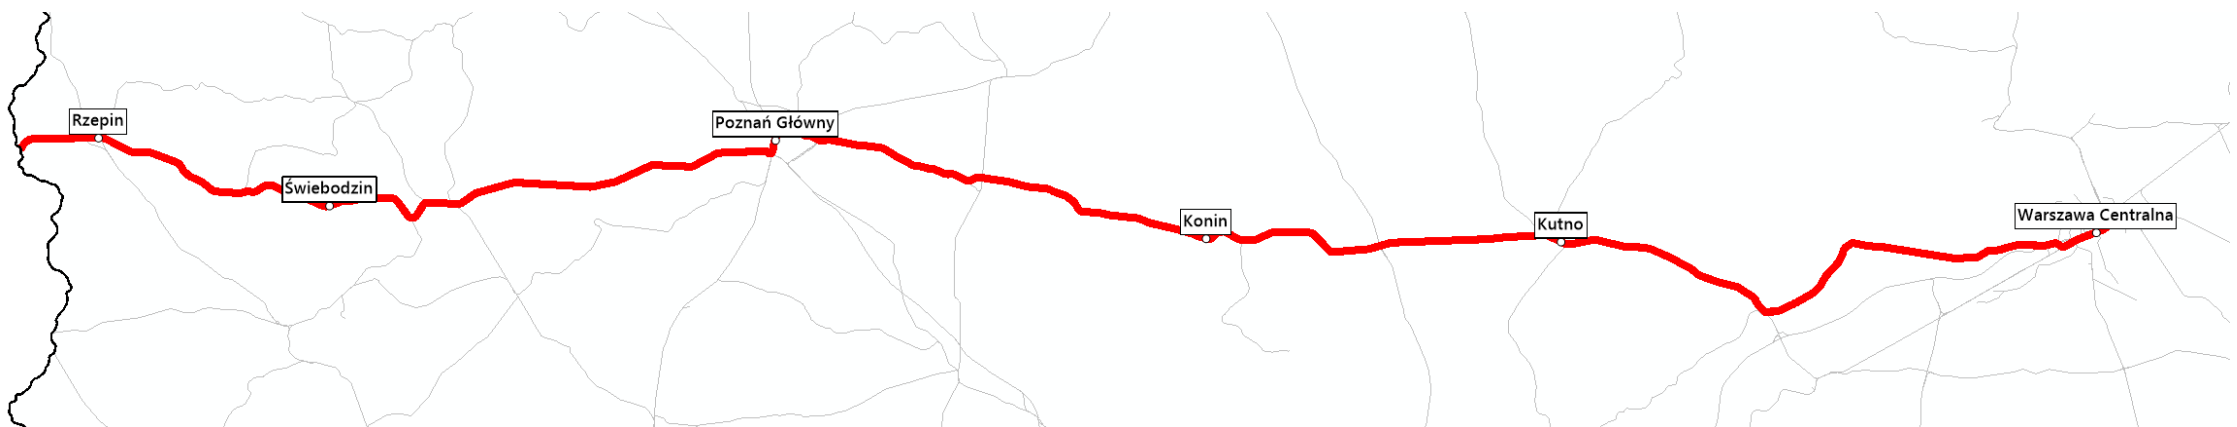 Rzepin
Świebodzin
Poznań Główny
Konin
Kutno
Warszawa Centralna